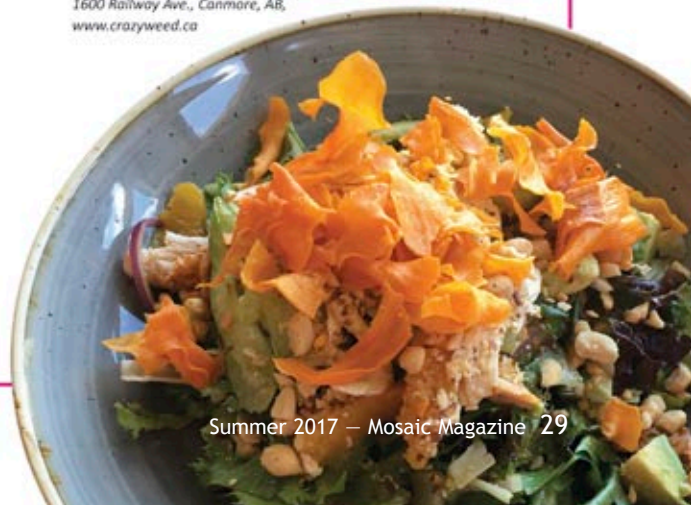 1600 Railway Ave., Canmore, AB,
www.crazyweed.ca
Summer 2017 — Mosaic Magazine 29